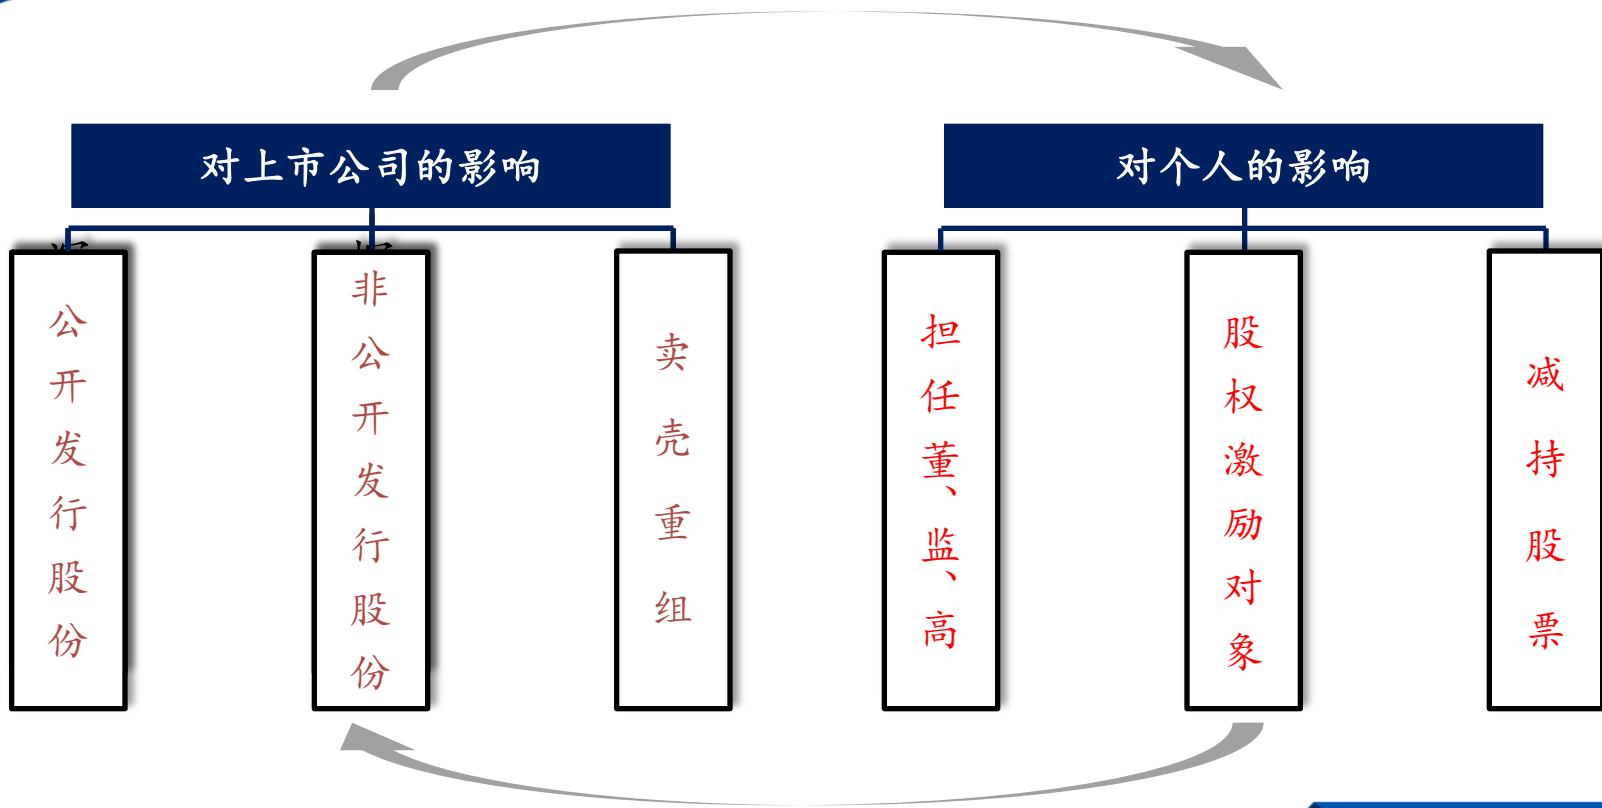 对上市公司的影响
对个人的影响
公开发行股份
非公开发行股份
卖壳重组
担任董、监、高
股权激励对象
减持股票